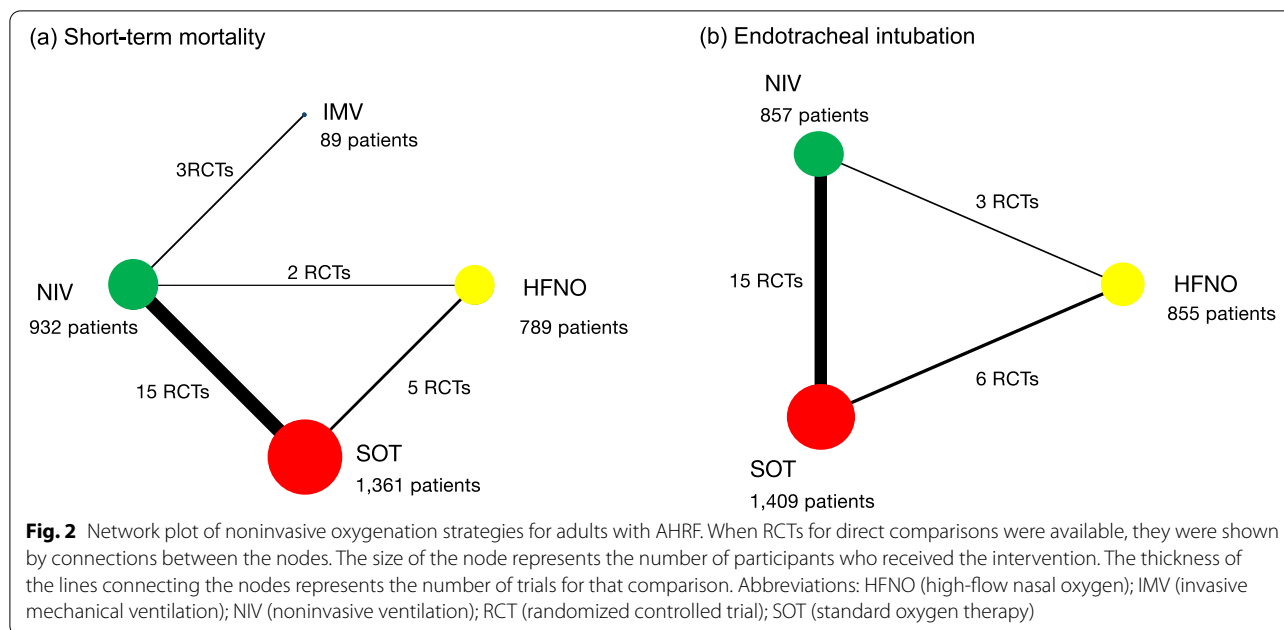 (a) Short-term mortality
IMV
89 patients
3RCTs
2 RCTs
NIV
932 patients
HFNO
789 patients
15 RCTs
5 RCTs
SOT
1,361 patients
(b) Endotracheal intubation
NIV
857 patients
3 RCTs
15 RCTs
HFNO
855 patients
6 RCTs
SOT
1,409 patients
Fig. 2 Network plot of noninvasive oxygenation strategies for adults with AHRF. When RCTs for direct comparisons were available, they were shown
by connections between the nodes. The size of the node represents the number of participants who received the intervention. The thickness of
the lines connecting the nodes represents the number of trials for that comparison. Abbreviations: HFNO (high-flow nasal oxygen); IMV (invasive
mechanical ventilation); NIV (noninvasive ventilation); RCT (randomized controlled trial); SOT (standard oxygen therapy)